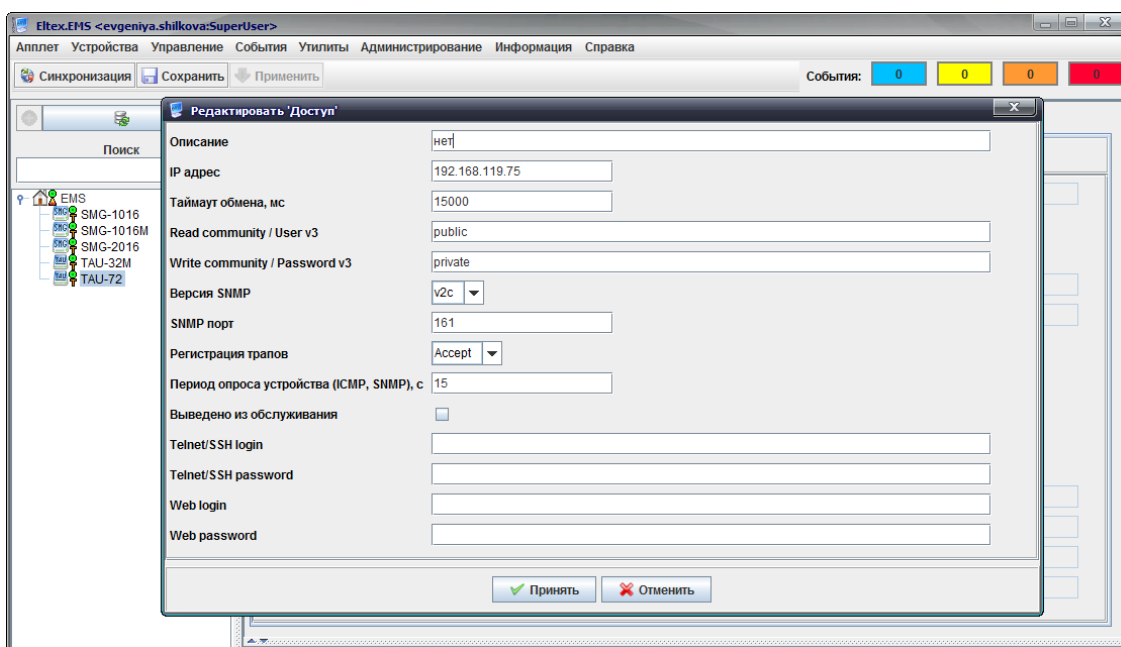 Eltex.EMS <evgeniya.shilkova:SuperUser>
Апплет Устройства Управление События Утилиты Администрирование Информация Справка
Синхронизация Сохранить Применить События: 0 0 0 0
Редактировать 'Доступ'
Поиск
EMS
SMG-1016
SMG-1016M
SMG-2016
TAU-32M
TAU-72
Описание нет
IP адрес 192.168.119.75
Таймаут обмена, мс 15000
Read community / User v3 public
Write community / Password v3 private
Версия SNMP v2c
SNMP порт 161
Регистрация трапов Accept
Период опроса устройства (ICMP, SNMP), с 15
Выведено из обслуживания
Telnet/SSH login
Telnet/SSH password
Web login
Web password
Принять Отменить